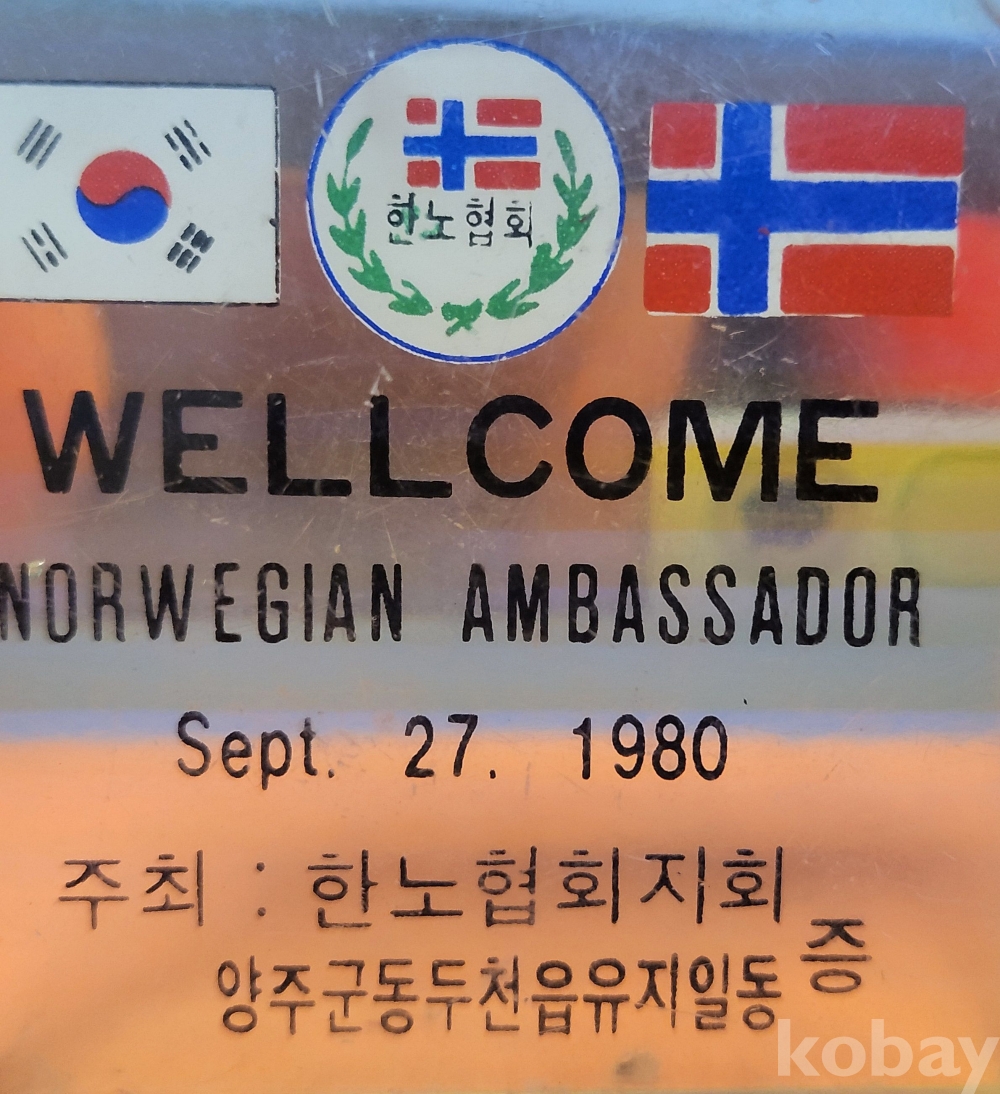 한노협회
WELLCOME
NORWEGIAN AMBASSADOR
Sept. 27. 1980
주최 : 한노협회지회
양주군동두천읍유지일동
증
kobay